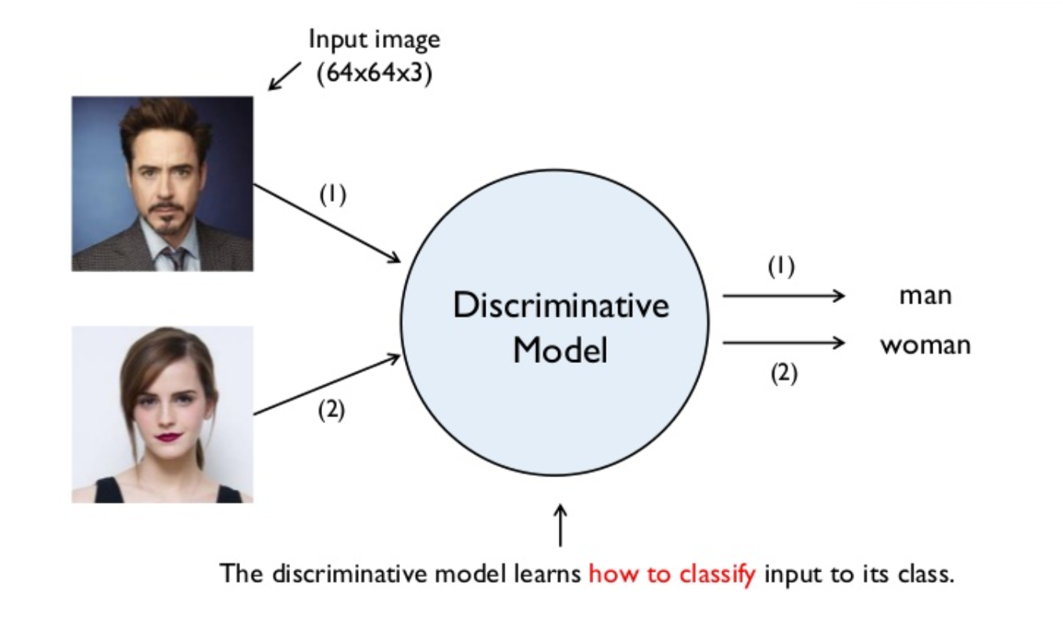 Input image
(64x64x3)
(1)
(2)
Discriminative
Model
(1)
man
woman
(2)
The discriminative model learns how to classify input to its class.